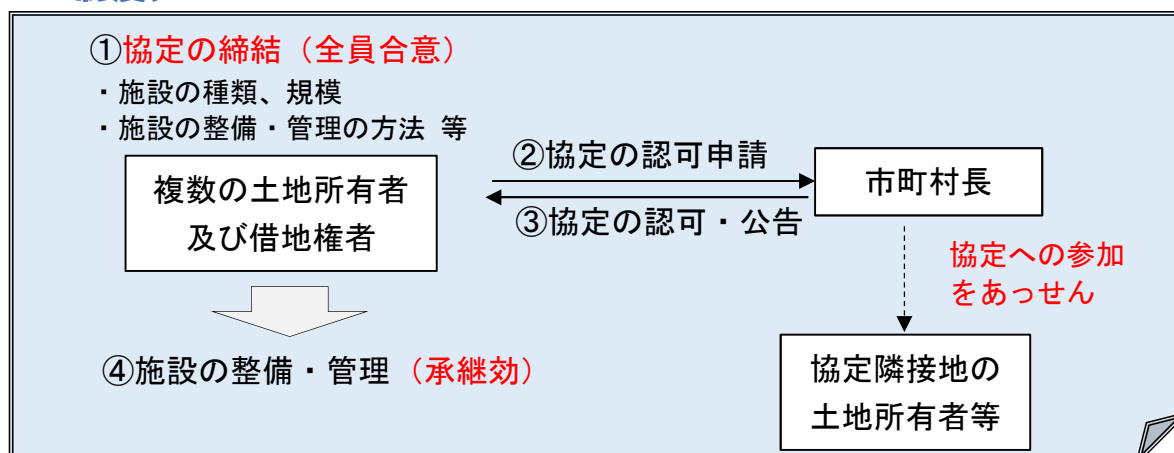 ①協定の締結（全員合意）
・施設の種類、規模
・施設の整備・管理の方法 等
複数の土地所有者
及び借地権者
②協定の認可申請
③協定の認可・公告
市町村長
協定への参加
をあっせん
④施設の整備・管理（承継効）
協定隣接地の
土地所有者等